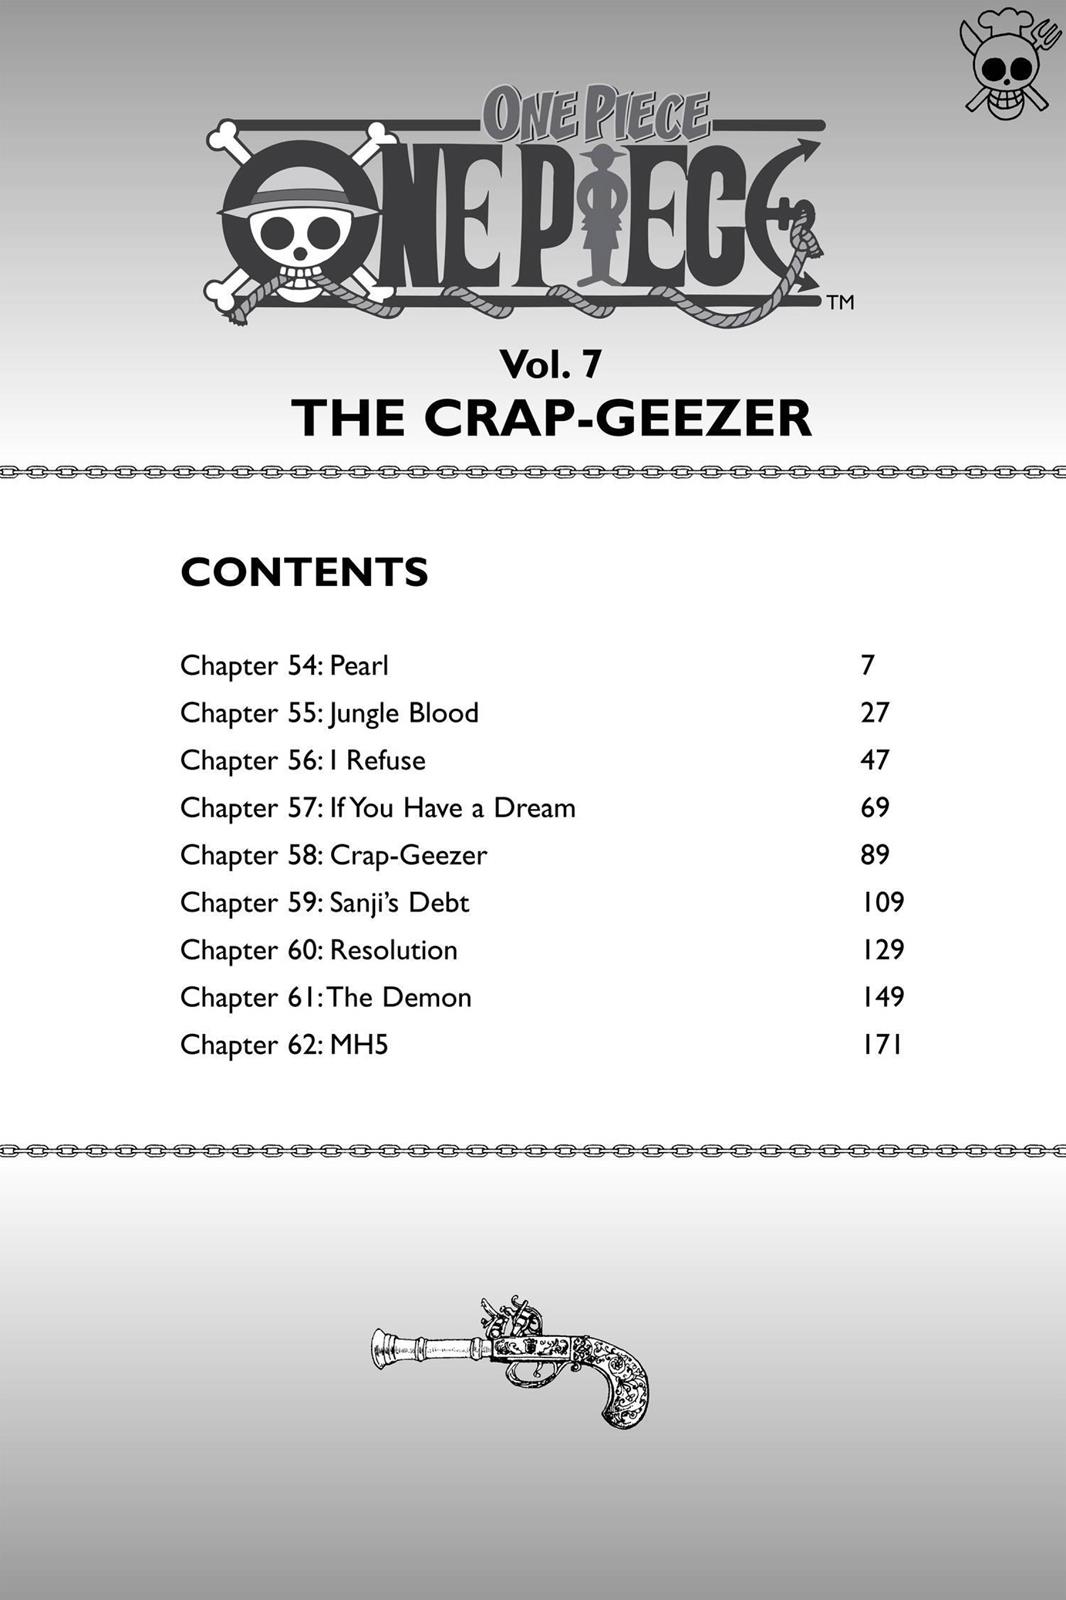 ONE PIECE
ONE PIECE
TM
Vol. 7
THE CRAP-GEEZER
CONTENTS
Chapter 54: Pearl 7
Chapter 55: Jungle Blood 27
Chapter 56: I Refuse 47
Chapter 57: If You Have a Dream 69
Chapter 58: Crap-Geezer 89
Chapter 59: Sanji’s Debt 109
Chapter 60: Resolution 129
Chapter 61: The Demon 149
Chapter 62: MH5 171